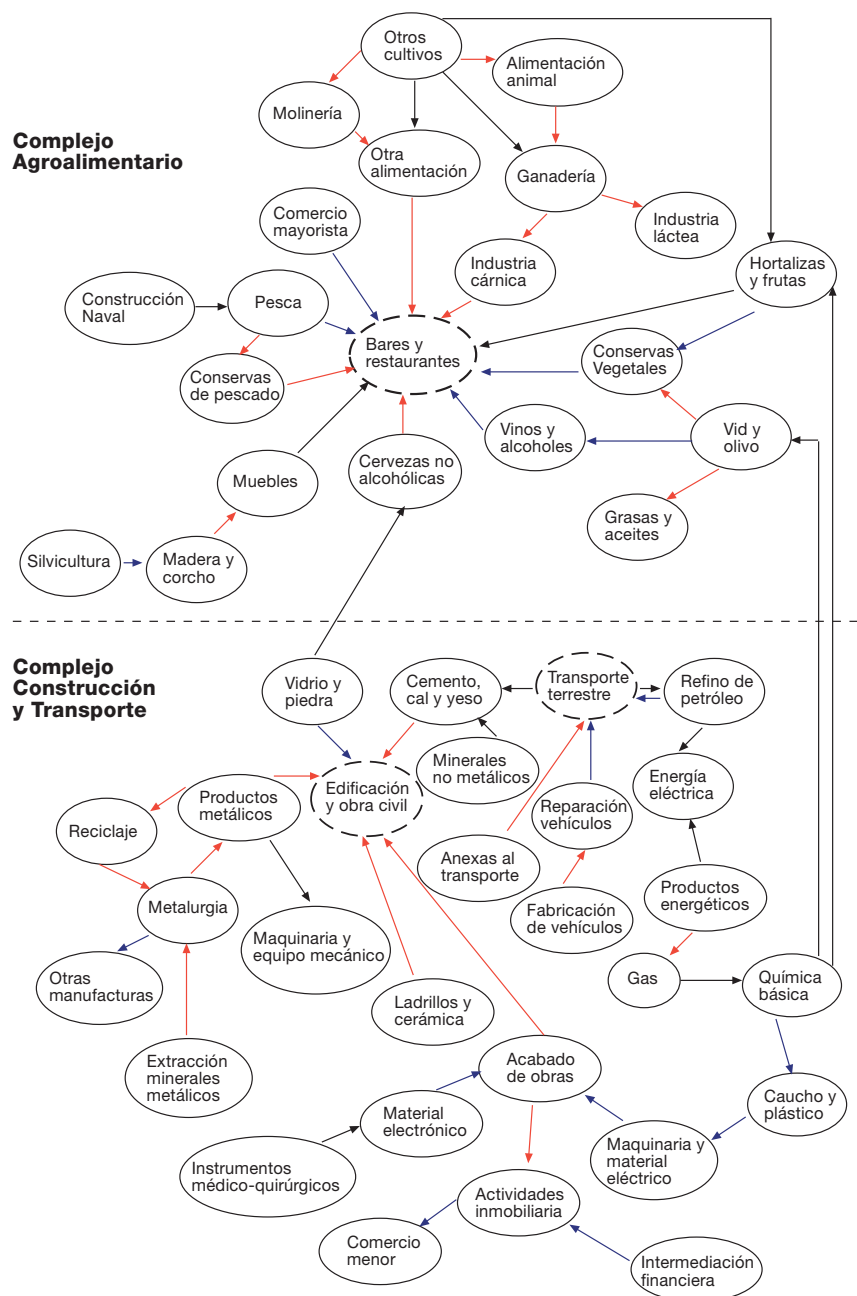 Otros
cultivos
Alimentación
animal
Molinería
Complejo
Agroalimentario
Otra
alimentación
Ganadería
Comercio
mayorista
Industria
láctea
Industria
cárnica
Hortalizas
y frutas
Construcción
Naval
Pesca
Bares y
restaurantes
Conservas
Vegetales
Conservas
de pescado
Vinos y
alcoholes
Vid y
olivo
Cervezas no
alcohólicas
Muebles
Grasas y
aceites
Silvicultura
Madera y
corcho
Complejo
Construcción
y Transporte
Vidrio y
piedra
Cemento,
cal y yeso
Transporte
terrestre
Refino de
petróleo
Minerales
no metálicos
Energía
eléctrica
Productos
metálicos
Edificación
y obra civil
Reparación
vehículos
Reciclaje
Anexas al
transporte
Productos
energéticos
Metalurgia
Fabricación
de vehículos
Maquinaria y
equipo mecánico
Gas
Química
básica
Otras
manufacturas
Ladrillos y
cerámica
Extracción
minerales
metálicos
Acabado
de obras
Caucho y
plástico
Material
electrónico
Maquinaria y
material
eléctrico
Instrumentos
médico-quirúrgicos
Actividades
inmobiliaria
Comercio
menor
Intermediación
financiera